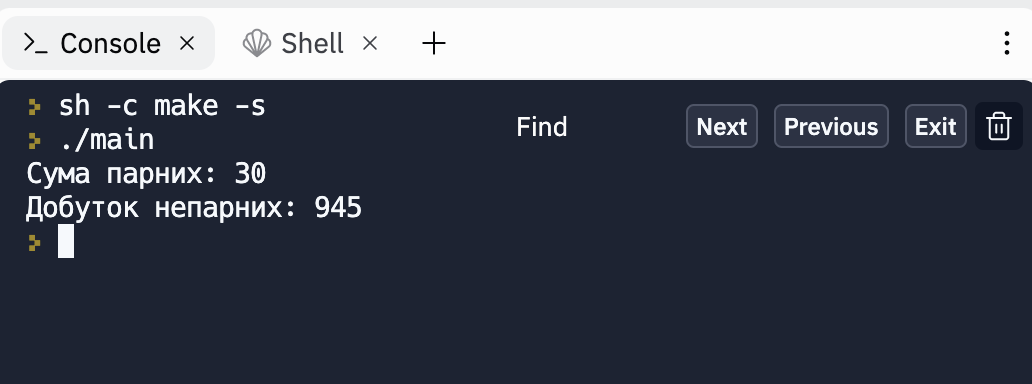 Console
Shell
sh -c make -s
./main
Find
Next
Previous
Exit
Сума парних: 30
Добуток непарних: 945